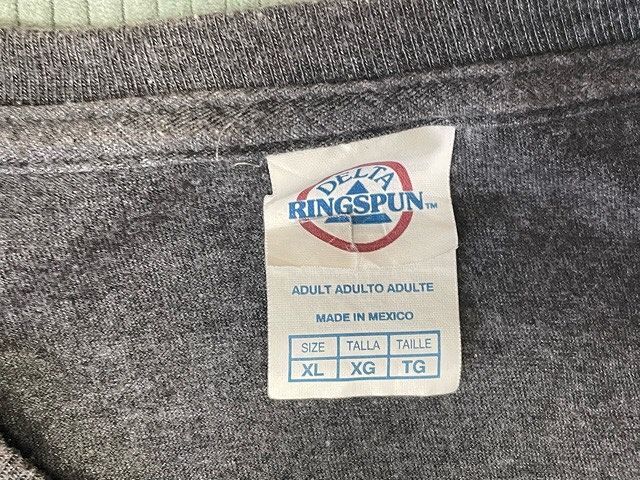 DELTA
RINGSPUN™
ADULT ADULTO ADULTE
MADE IN MEXICO
SIZE TALLA TAILLE
XL XG TG